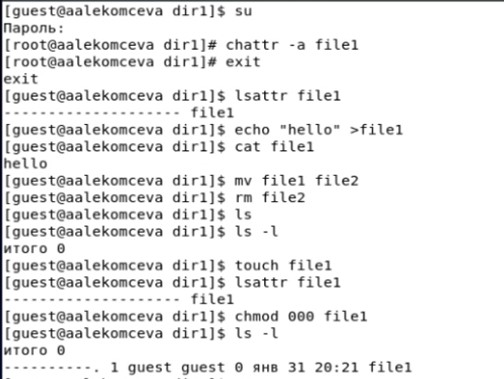 [guest@aalekomceva dir1]$ su
Пароль:
[root@aalekomceva dir1]# chattr -a file1
[root@aalekomceva dir1]# exit
exit
[guest@aalekomceva dir1]$ lsattr file1
-------------------- file1
[guest@aalekomceva dir1]$ echo "hello" >file1
[guest@aalekomceva dir1]$ cat file1
hello
[guest@aalekomceva dir1]$ mv file1 file2
[guest@aalekomceva dir1]$ rm file2
[guest@aalekomceva dir1]$ ls
[guest@aalekomceva dir1]$ ls -l
итого 0
[guest@aalekomceva dir1]$ touch file1
[guest@aalekomceva dir1]$ lsattr file1
-------------------- file1
[guest@aalekomceva dir1]$ chmod 000 file1
[guest@aalekomceva dir1]$ ls -l
итого 0
----------. 1 guest guest 0 янв 31 20:21 file1